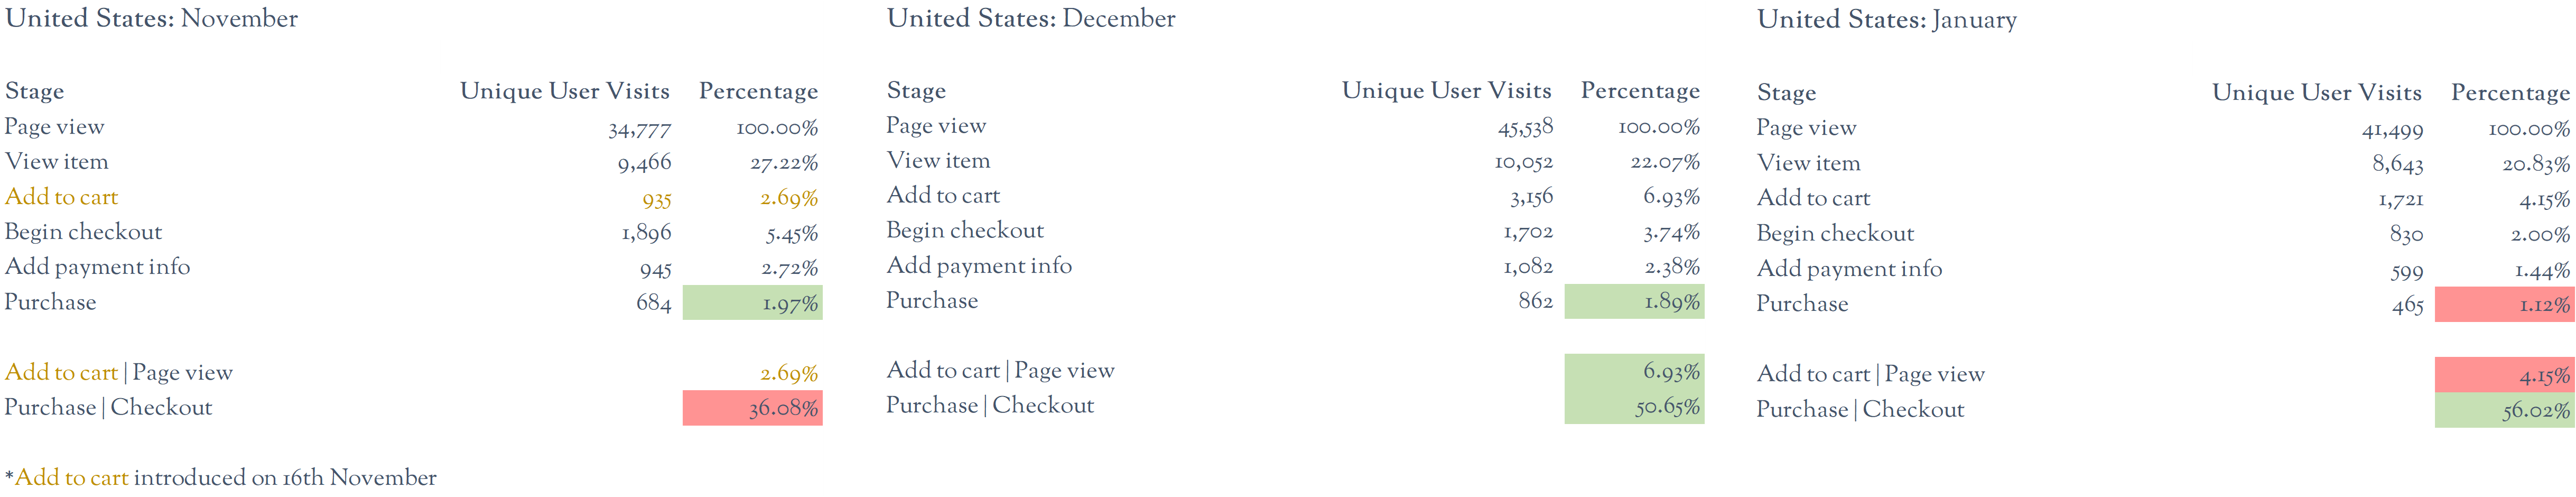 United States: November
Stage Unique User Visits Percentage
Page view 34,777 100.00%
View item 9,466 27.22%
Add to cart 935 2.69%
Begin checkout 1,896 5.45%
Add payment info 945 2.72%
Purchase 684 1.97%
Add to cart | Page view 2.69%
Purchase | Checkout 36.08%
*Add to cart introduced on 16th November
United States: December
Stage Unique User Visits Percentage
Page view 45,538 100.00%
View item 10,052 22.07%
Add to cart 3,156 6.93%
Begin checkout 1,702 3.74%
Add payment info 1,082 2.38%
Purchase 862 1.89%
Add to cart | Page view 6.93%
Purchase | Checkout 50.65%
United States: January
Stage Unique User Visits Percentage
Page view 41,499 100.00%
View item 8,643 20.83%
Add to cart 1,721 4.15%
Begin checkout 830 2.00%
Add payment info 599 1.44%
Purchase 465 1.12%
Add to cart | Page view 4.15%
Purchase | Checkout 56.02%